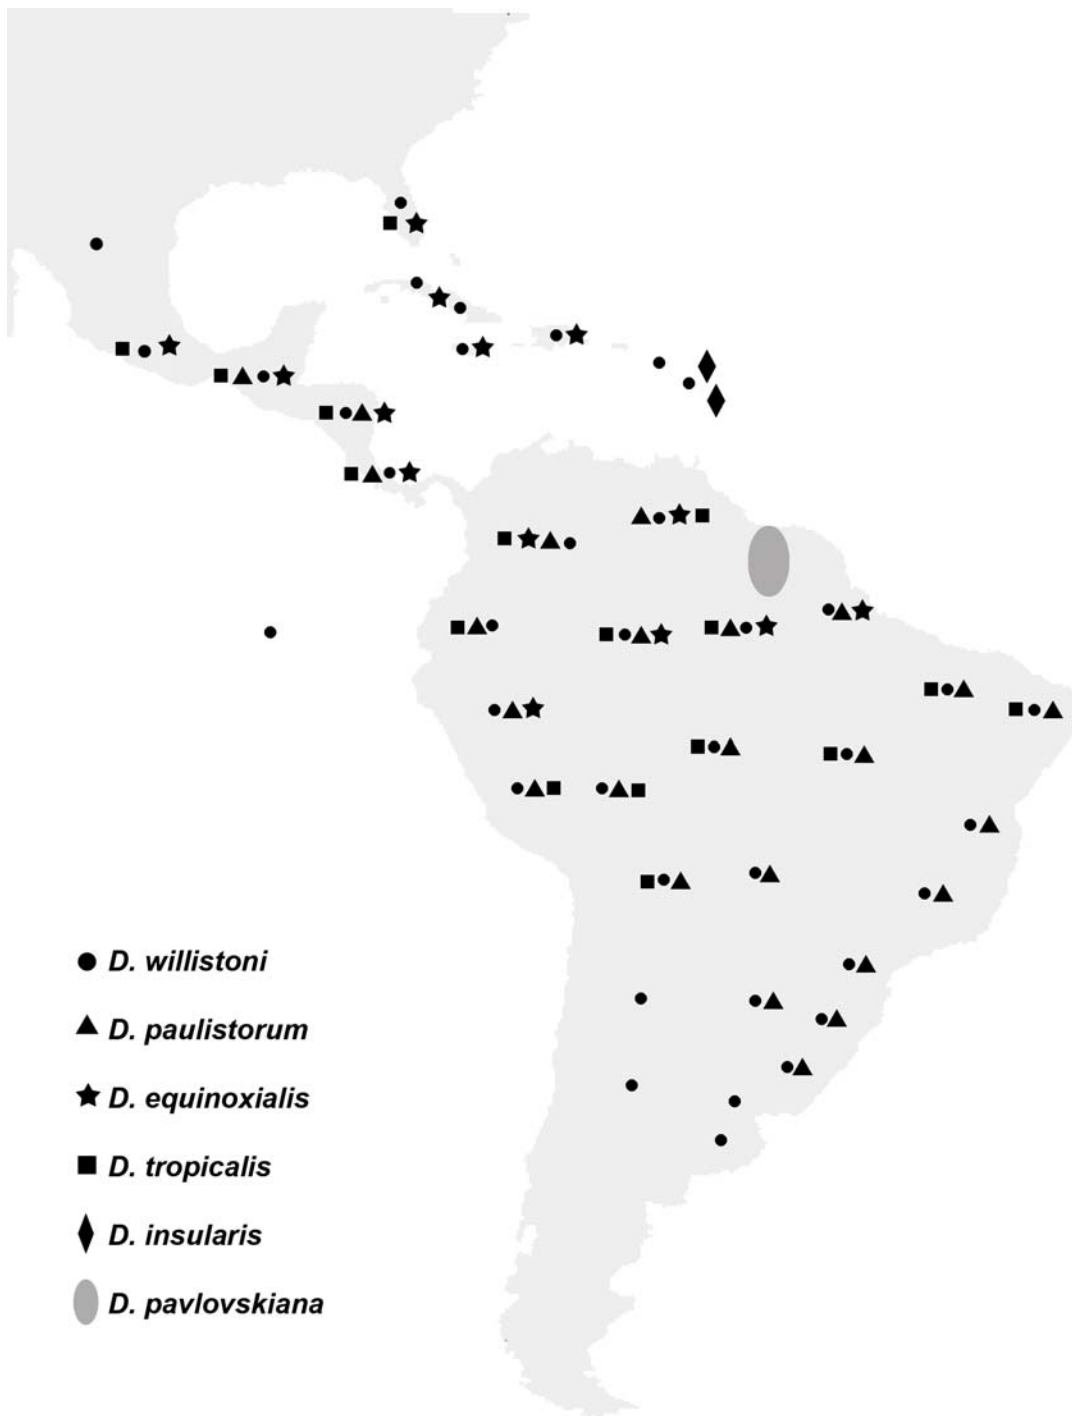 D. willistoni
D. paulistorum
D. equinoxialis
D. tropicalis
D. insularis
D. pavlovskiana